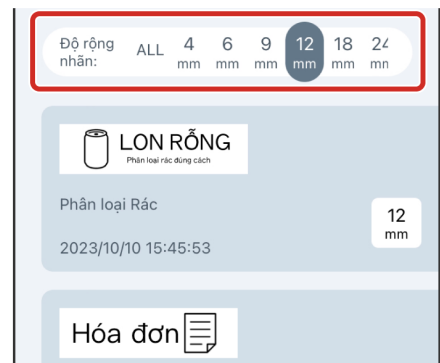 Độ rộng nhãn: ALL 4 mm 6 mm 9 mm 12 mm 18 mm 24
LON RỖNG
Phân loại rác đúng cách
Phân loại Rác
12 mm
2023/10/10 15:45:53
Hóa đơn